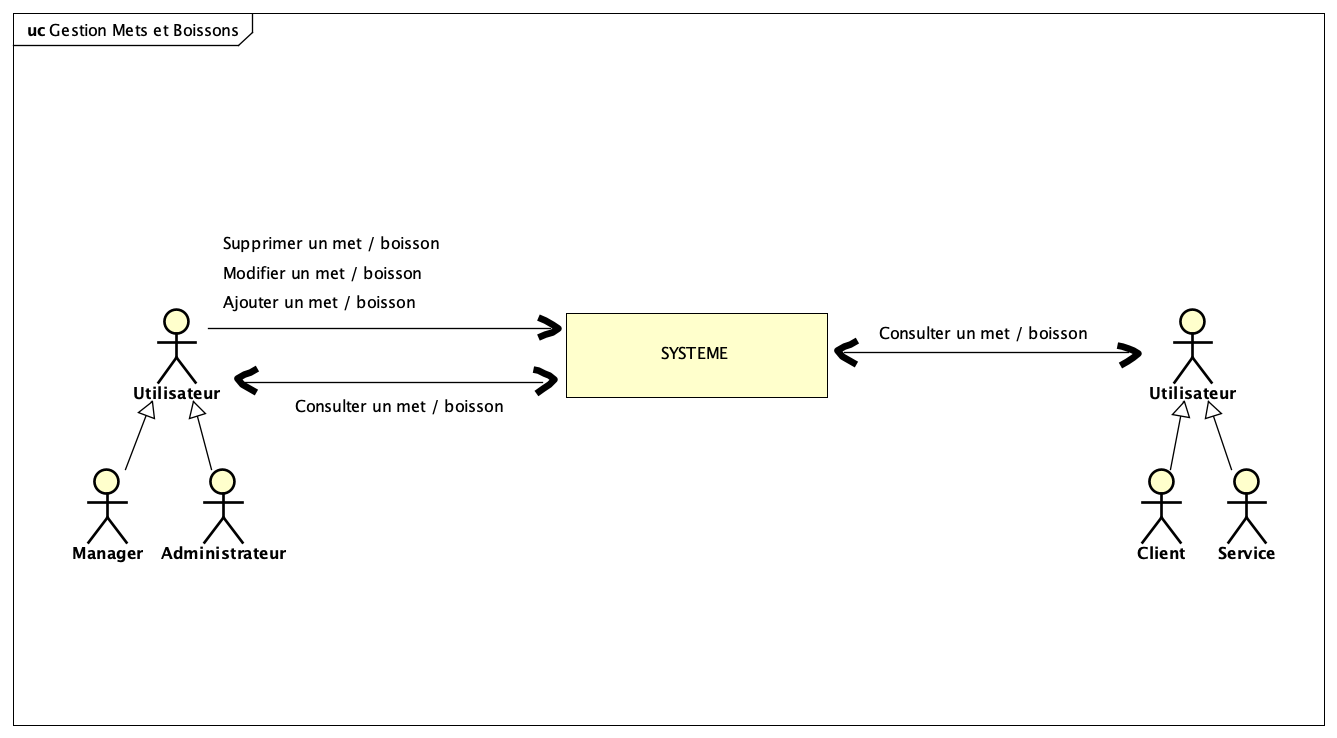 uc Gestion Mets et Boissons
Supprimer un met / boisson
Modifier un met / boisson
Ajouter un met / boisson
Consulter un met / boisson
SYSTEME
Consulter un met / boisson
Utilisateur
Utilisateur
Manager
Administrateur
Client
Service